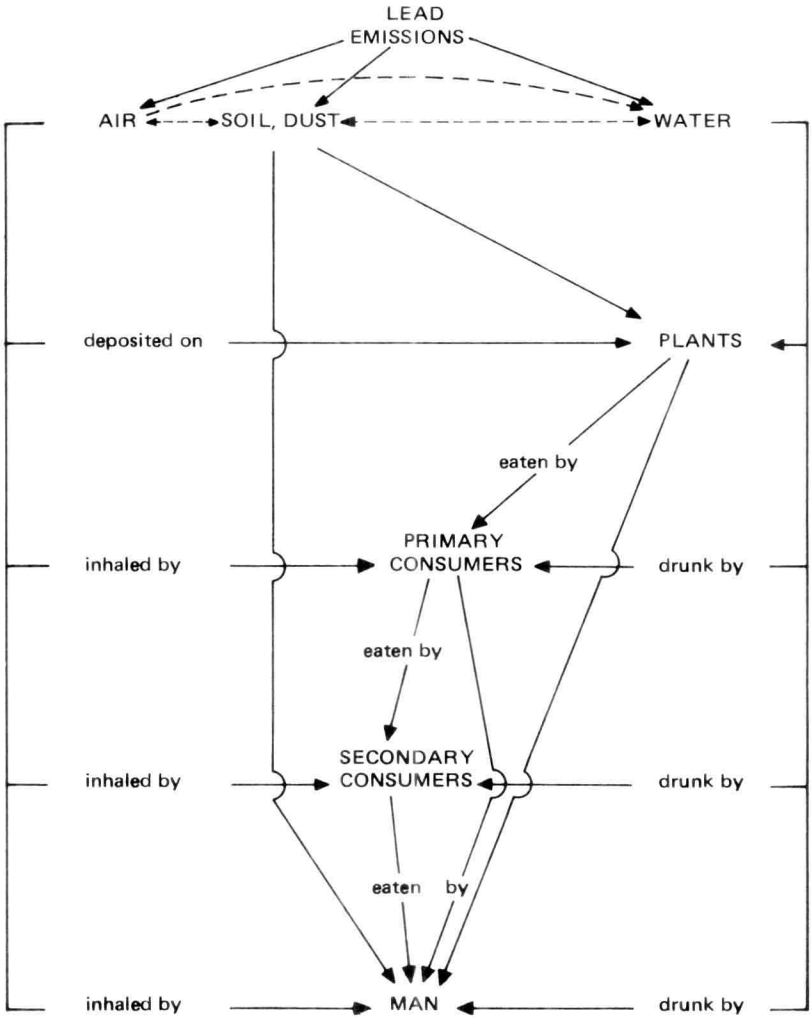 LEAD
EMISSIONS
AIR SOIL, DUST WATER
deposited on PLANTS
eaten by
PRIMARY
inhaled by CONSUMERS drunk by
eaten by
SECONDARY
inhaled by CONSUMERS drunk by
eaten by
inhaled by MAN drunk by